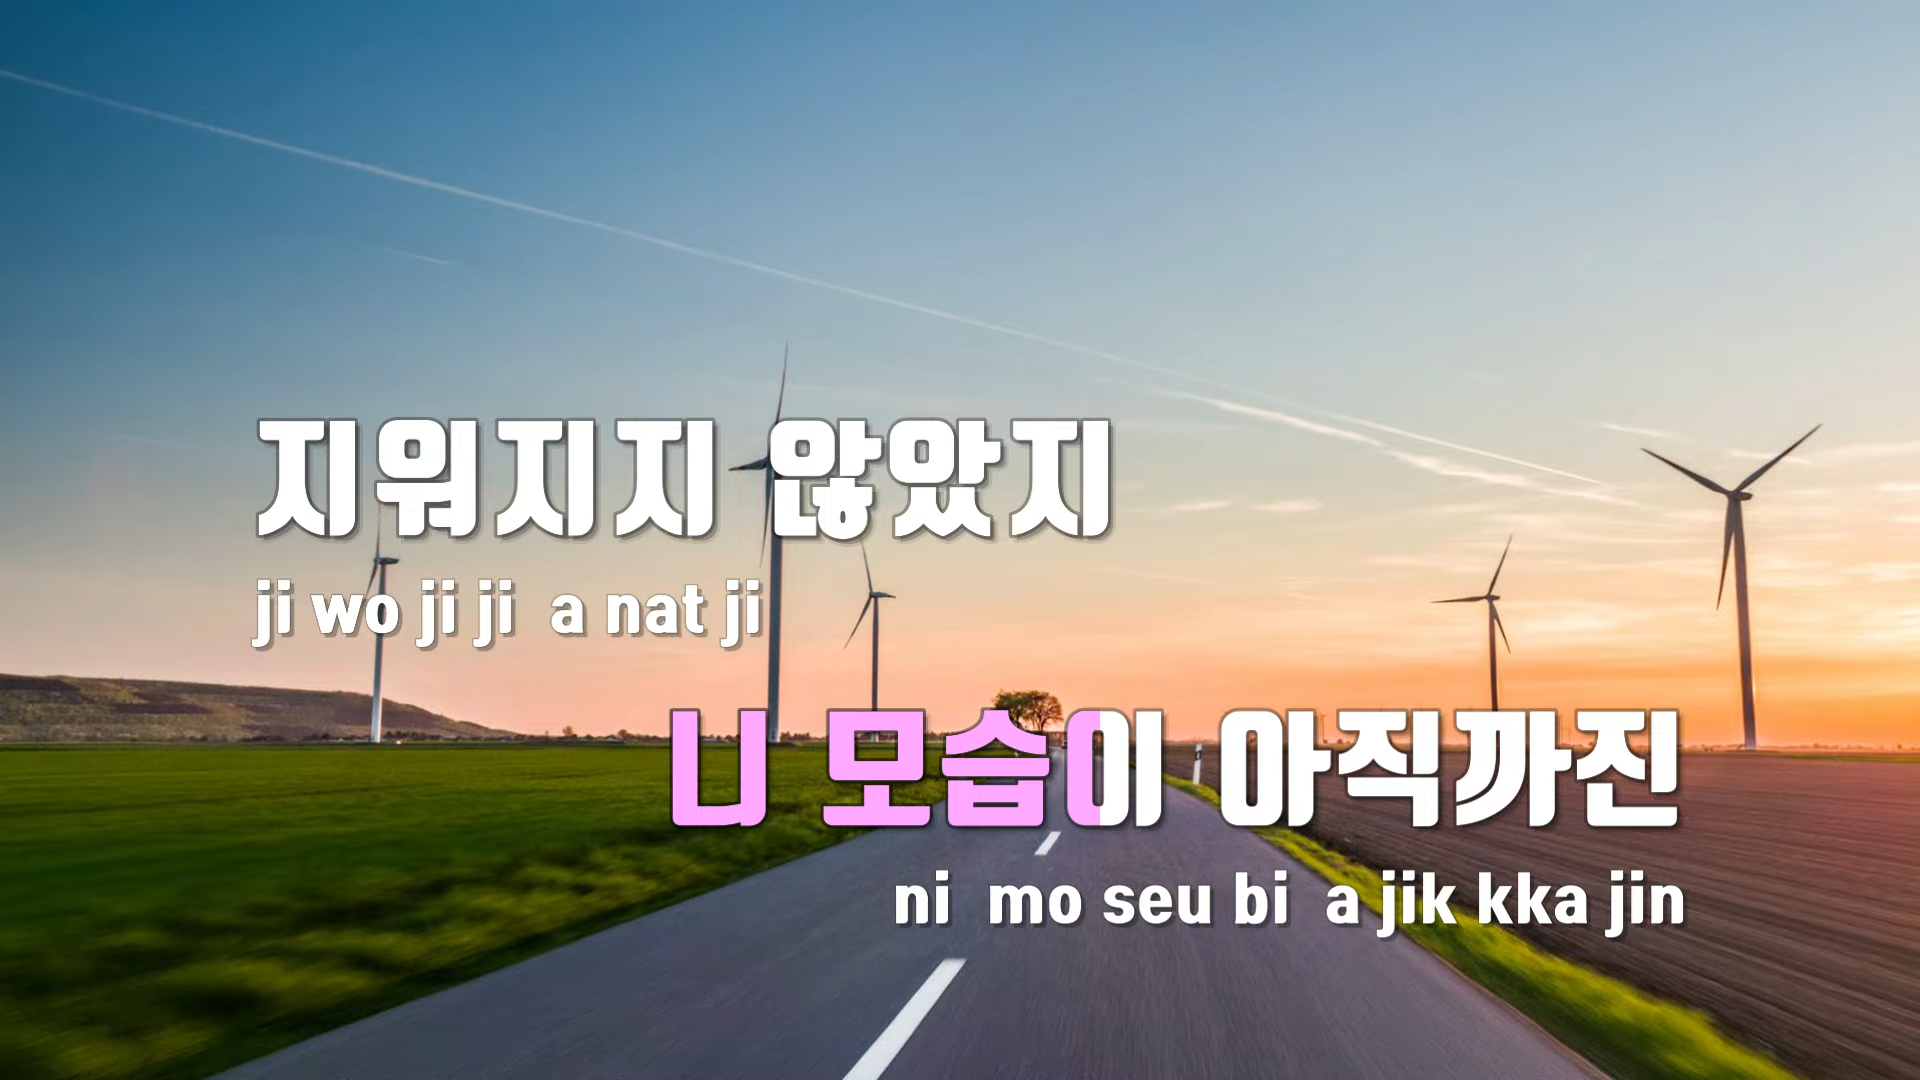 지워지지 않았지
ji wo ji ji a nat ji
니 모습이 아직까진
ni mo seu bi a jik kka jin